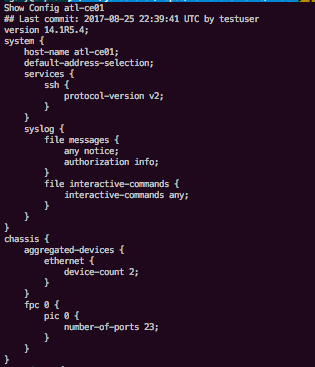 Show Config atl-ce01
## Last commit: 2017-08-25 22:39:41 UTC by testuser
version 14.1R5.4;
system {
    host-name atl-ce01;
    default-address-selection;
    services {
        ssh {
            protocol-version v2;
        }
    }
    syslog {
        file messages {
            any notice;
            authorization info;
        }
        file interactive-commands {
            interactive-commands any;
        }
    }
}
chassis {
    aggregated-devices {
        ethernet {
            device-count 2;
        }
    }
    fpc 0 {
        pic 0 {
            number-of-ports 23;
        }
    }
}